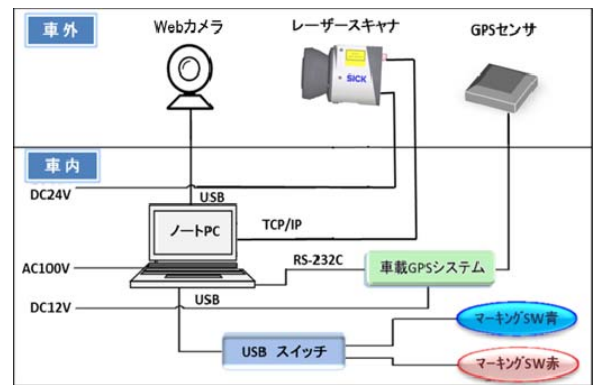 車外
Webカメラ
レーザースキャナ
GPSセンサ
SICK
車内
DC24V
USB
ノートPC
TCP/IP
AC100V
RS-232C
車載GPSシステム
DC12V
USB
マーキングSW青
USB スイッチ
マーキングSW赤